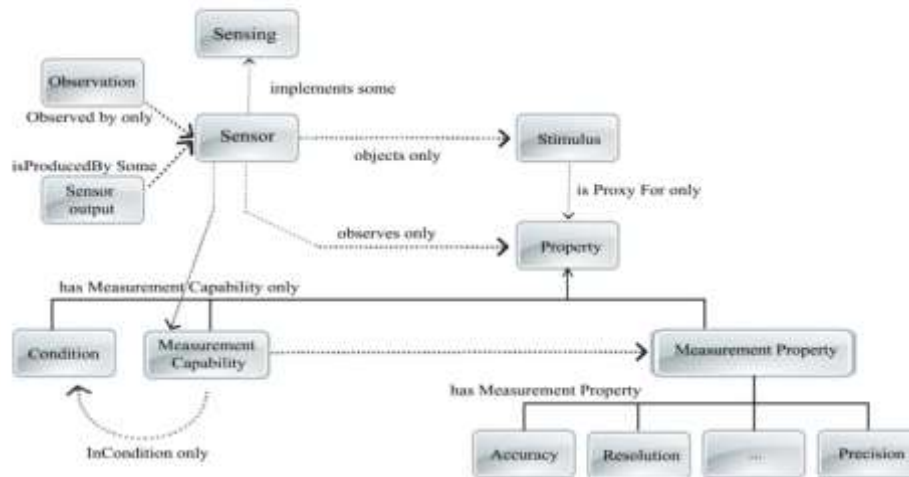 Sensing
Observation
implements some
Observed by only
Sensor
Stimulus
objects only
isProducedBy Some
Sensor
output
is Proxy For only
observes only
Property
has Measurement Capability only
Condition
Measurement
Capability
Measurement Property
has Measurement Property
InCondition only
Accuracy
Resolution
...
Precision